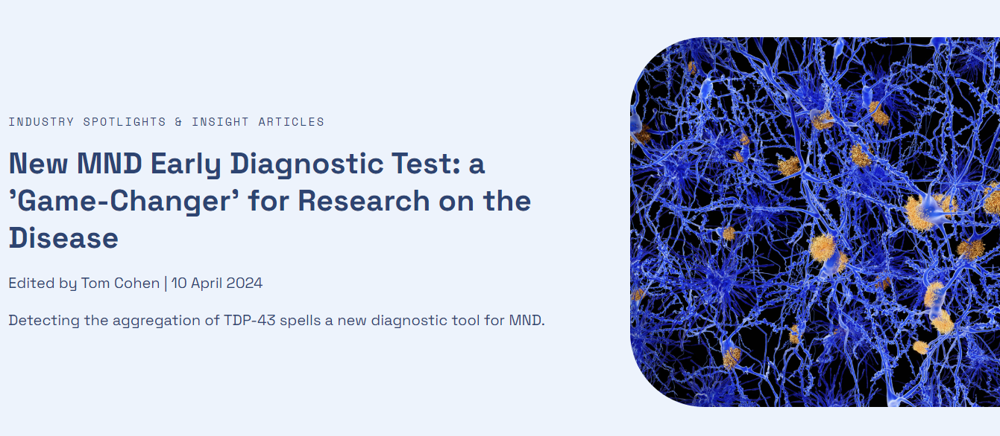 INDUSTRY SPOTLIGHTS & INSIGHT ARTICLES
New MND Early Diagnostic Test: a
’Game-Changer’ for Research on the
Disease
Edited by Tom Cohen | 10 April 2024
Detecting the aggregation of TDP-43 spells a new diagnostic tool for MND.